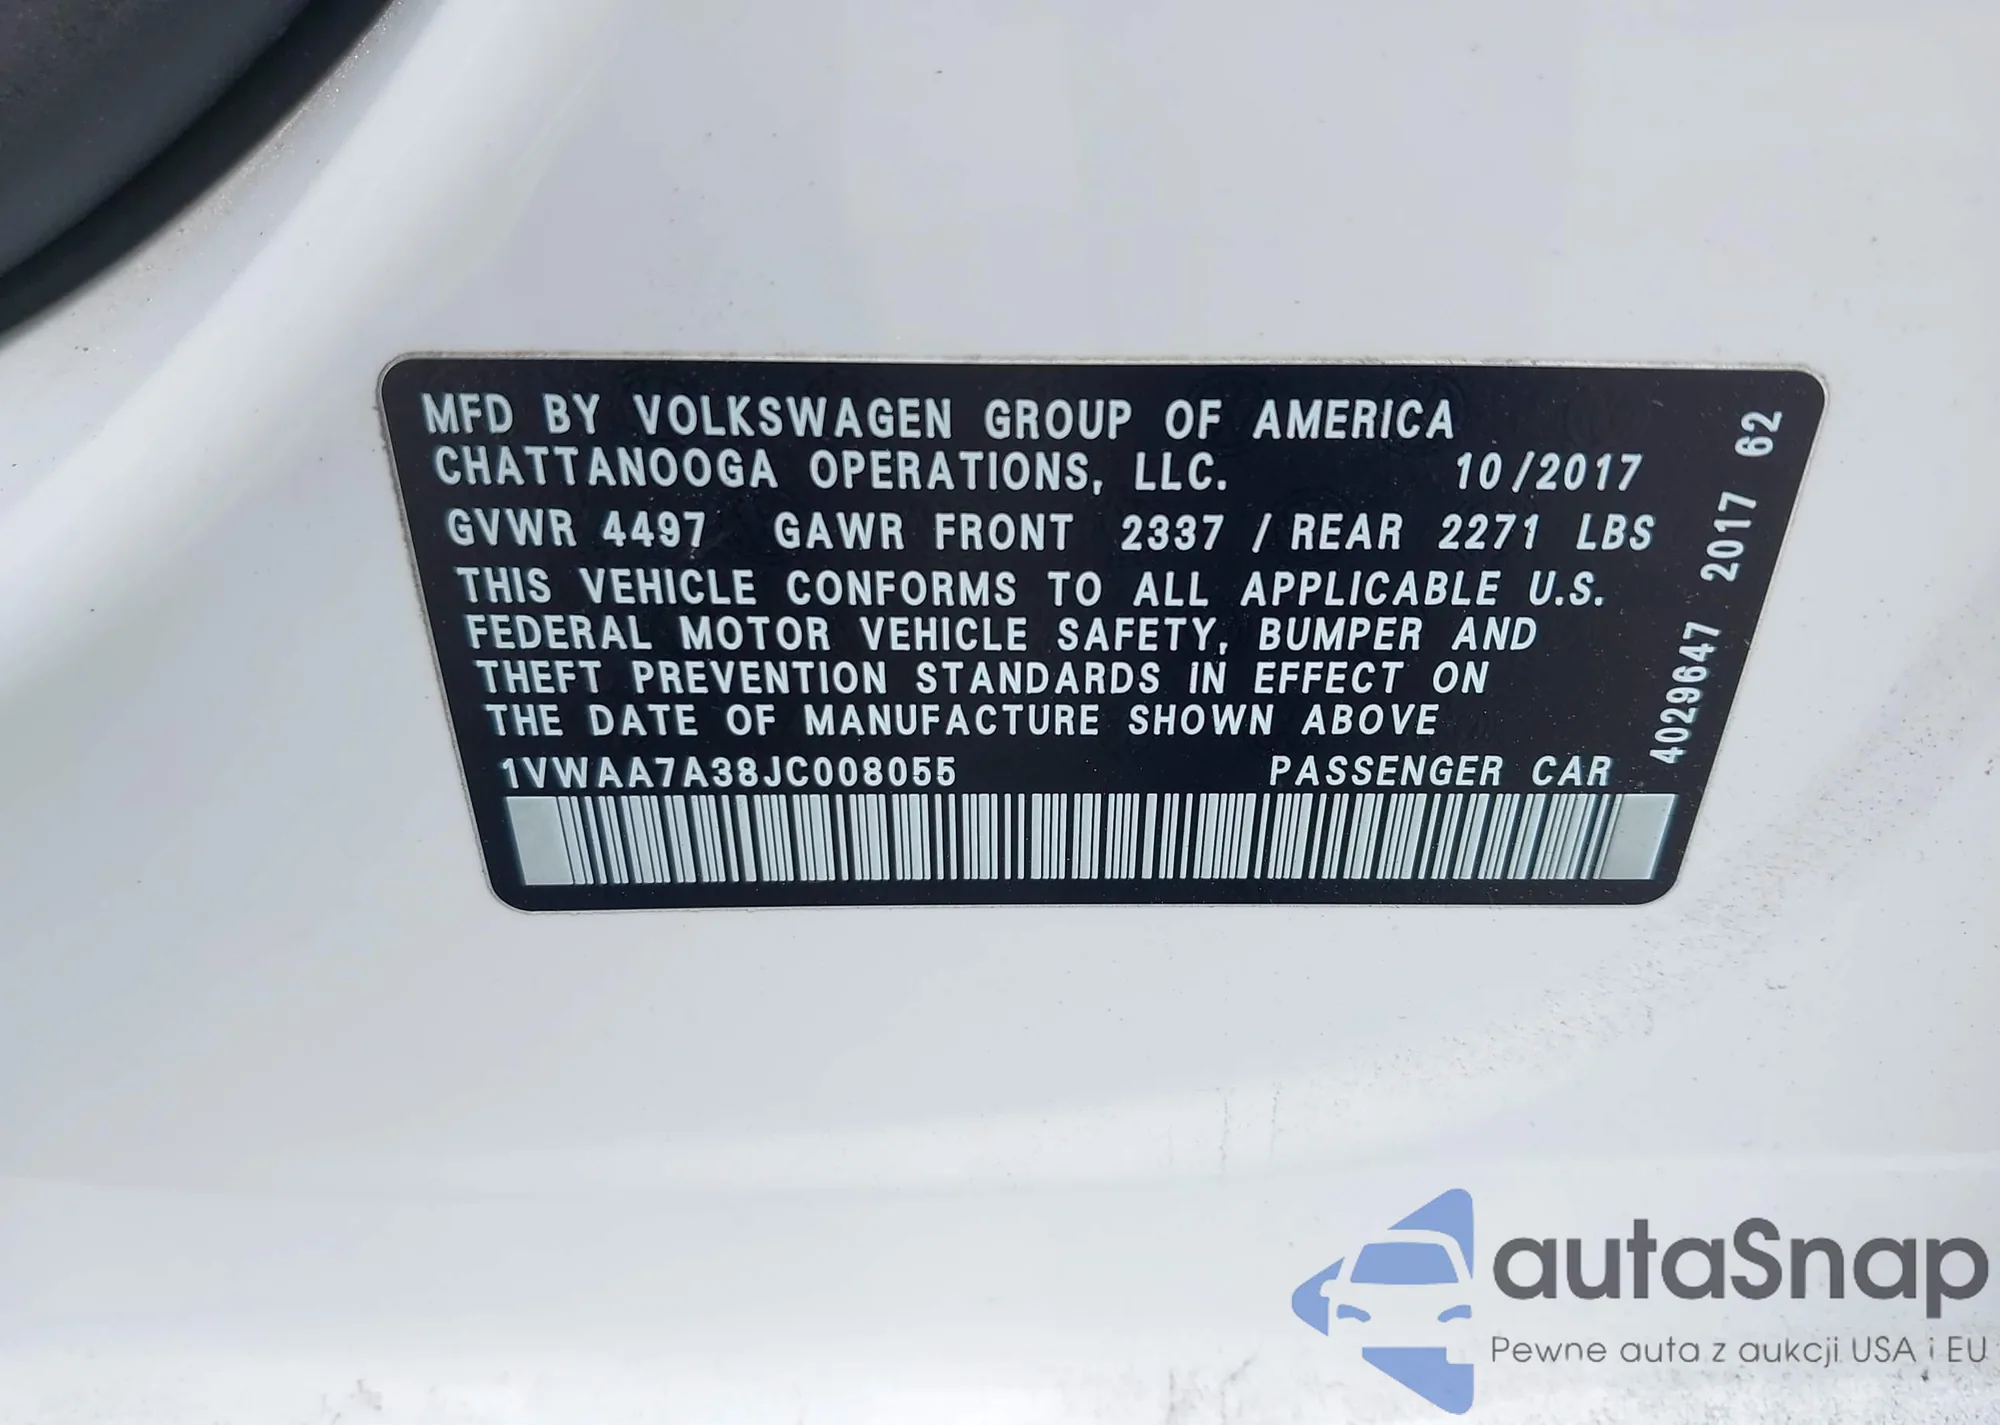 MFD BY VOLKSWAGEN GROUP OF AMERICA
CHATTANOOGA OPERATIONS, LLC. 10/2017
GVWR 4497 GAWR FRONT 2337 / REAR 2271 LBS
THIS VEHICLE CONFORMS TO ALL APPLICABLE U.S.
FEDERAL MOTOR VEHICLE SAFETY, BUMPER AND
THEFT PREVENTION STANDARDS IN EFFECT ON
THE DATE OF MANUFACTURE SHOWN ABOVE
1VWAA7A38JC008055 PASSENGER CAR
4029647 2017 62
autaSnap
Pewne auta z aukcji USA i EU